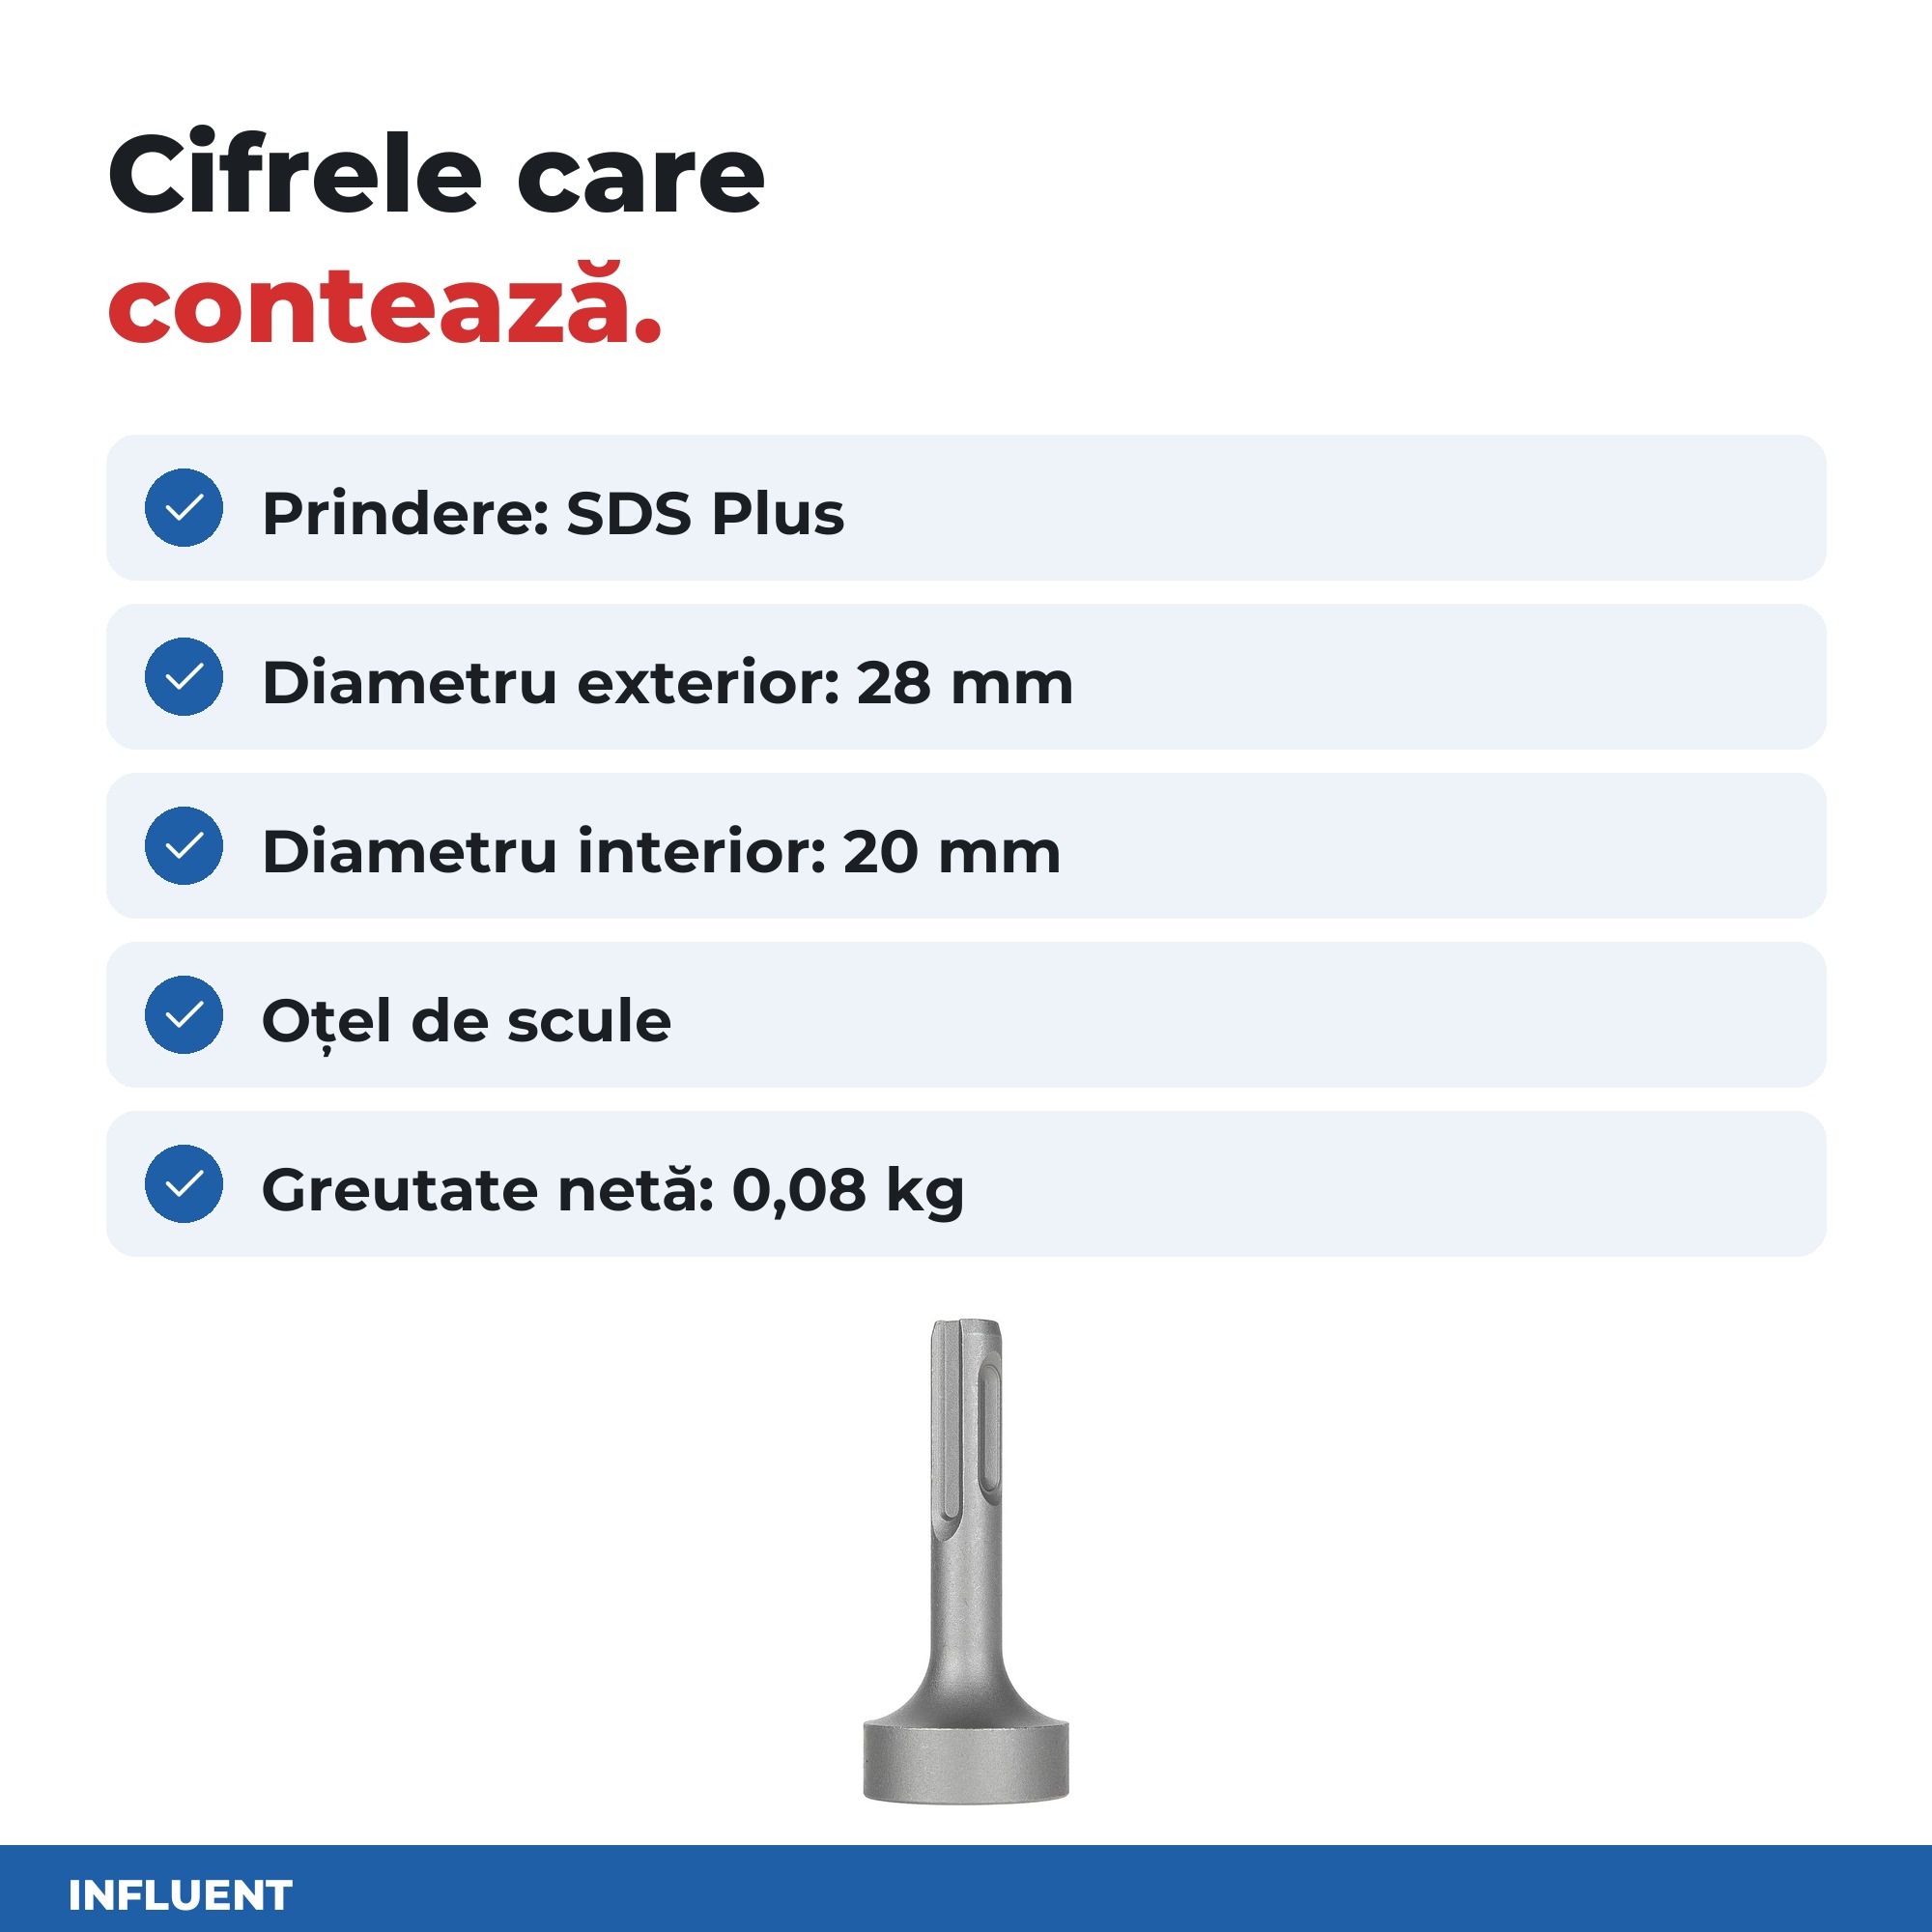 Cifrele care
contează.
Prindere: SDS Plus
Diametru exterior: 28 mm
Diametru interior: 20 mm
Oțel de scule
Greutate netă: 0,08 kg
INFLUENT